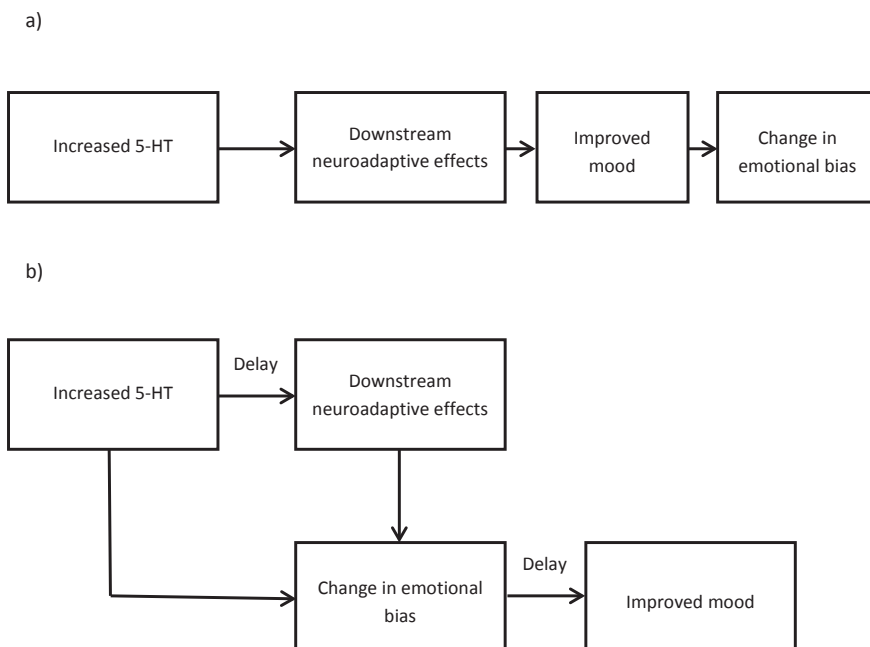 a)
Increased 5-HT
Downstream
neuroadaptive effects
Improved
mood
Change in
emotional bias
b)
Increased 5-HT
Delay
Downstream
neuroadaptive effects
Change in emotional
bias
Delay
Improved mood